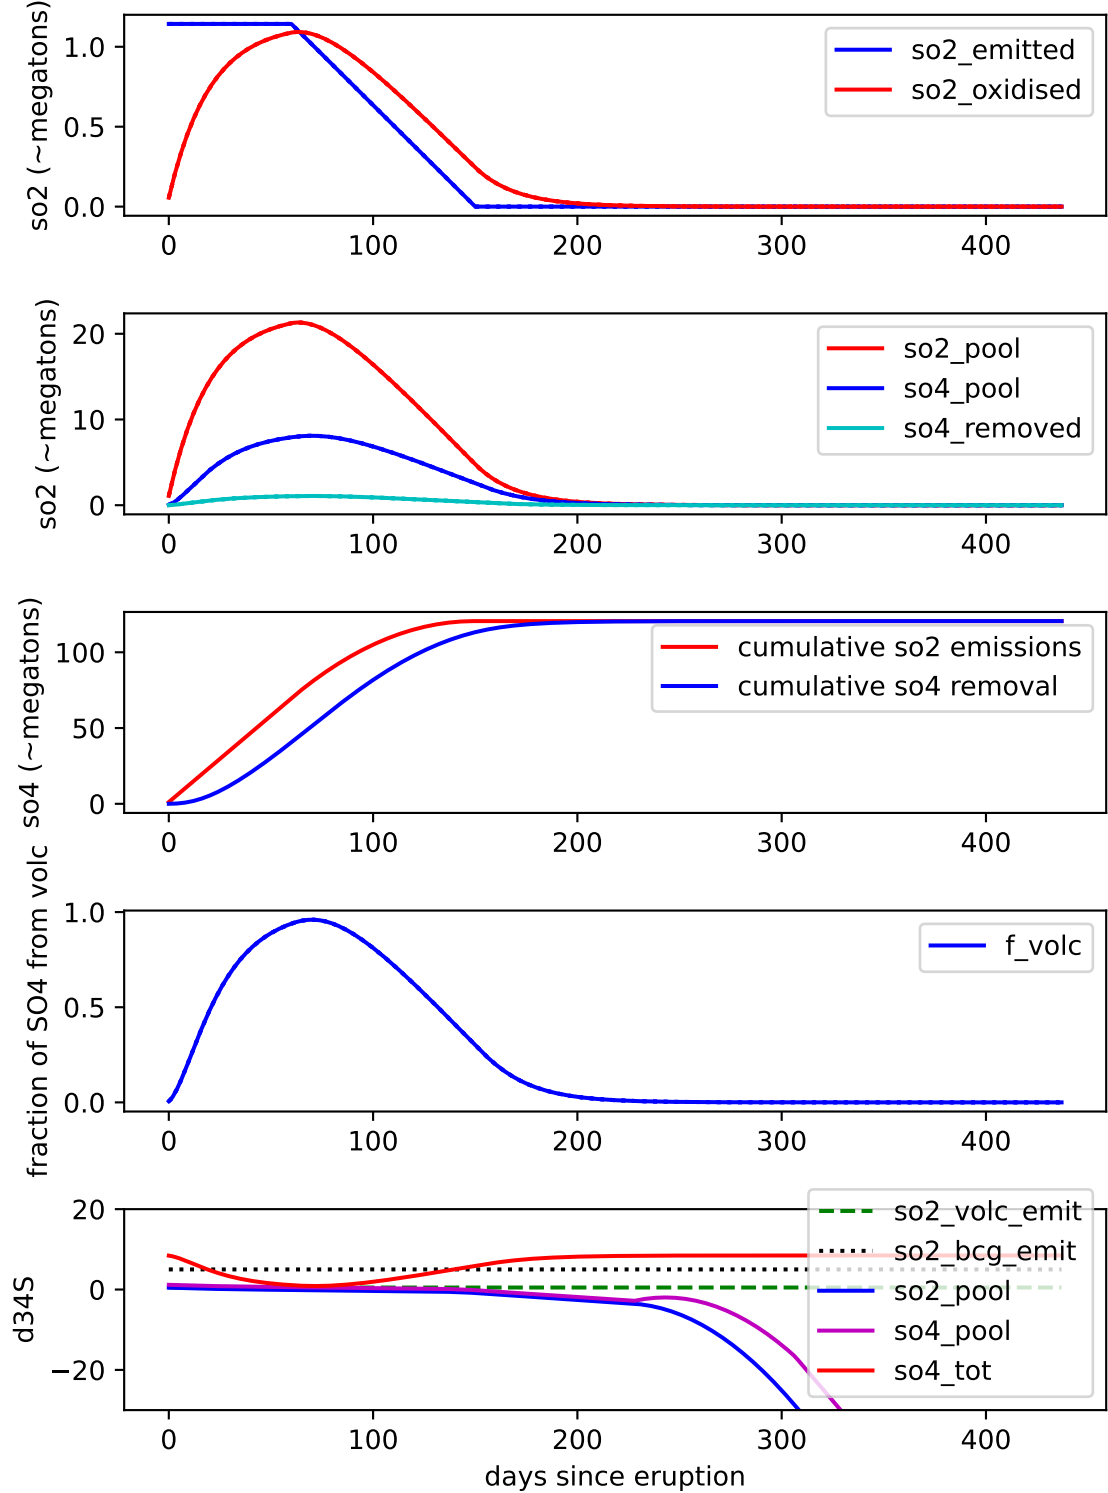 so2 (~megatons)
1.0
0.5
0.0
so2_emitted
so2_oxidised
0 100 200 300 400
so2 (~megatons)
20
10
0
so2_pool
so4_pool
so4_removed
0 100 200 300 400
so4 (~megatons)
100
50
0
cumulative so2 emissions
cumulative so4 removal
0 100 200 300 400
fraction of SO4 from volc
1.0
0.5
0.0
f_volc
0 100 200 300 400
d34S
20
0
−20
so2_volc_emit
so2_bcg_emit
so2_pool
so4_pool
so4_tot
0 100 200 300 400
days since eruption